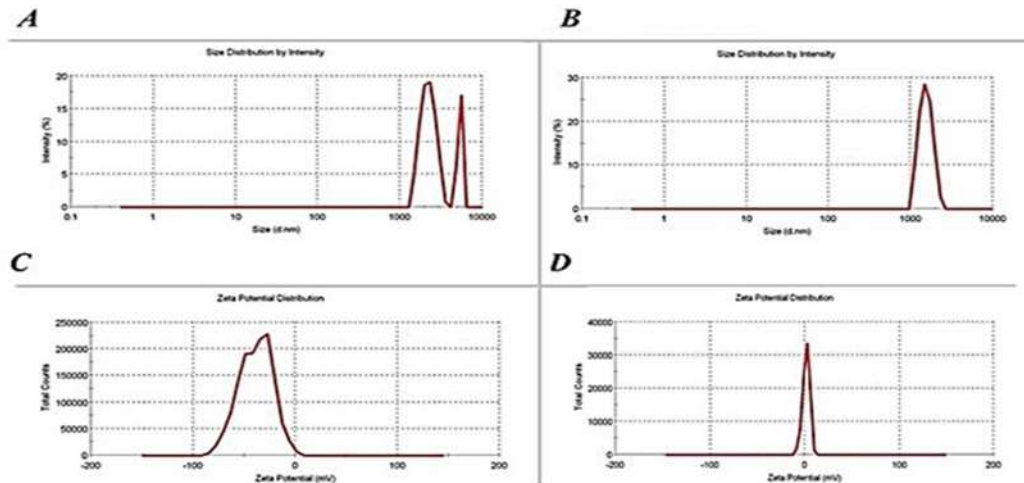 A
B
Size Distribution by Intensity
Size Distribution by Intensity
20
15
10
5
0
Intensity (%)
0.1 1 10 100 1000 10000
Size (d.nm)
30
20
10
0
Intensity (%)
0.1 1 10 100 1000 10000
Size (d.nm)
C
D
Zeta Potential Distribution
Zeta Potential Distribution
250000
200000
150000
100000
50000
0
Total Counts
-200 -100 0 100 200
Zeta Potential (mV)
40000
30000
20000
10000
0
Total Counts
-200 -100 0 100 200
Zeta Potential (mV)